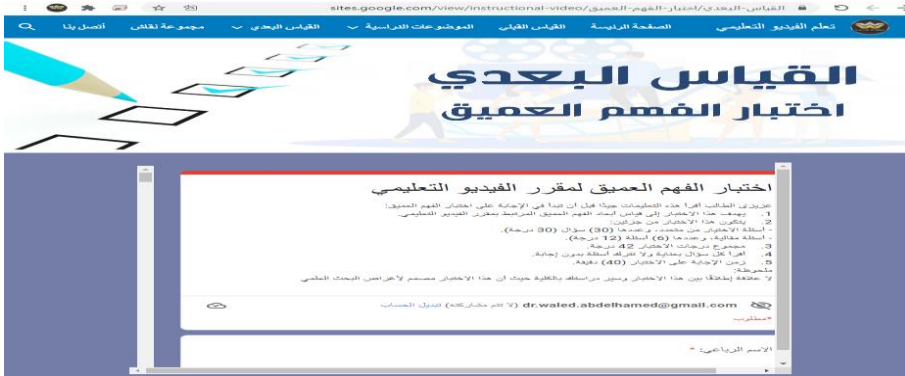 sites.google.com/view/instructional-video/القياس-البعدي/اختبار-الفهم-العميق
تعلم الفيديو التعليمي
الصفحة الرئيسة
القياس القبلي
الموضوعات الدراسية
القياس البعدي
مجموعة نقاش
اتصل بنا
القياس البعدي
اختبار الفهم العميق
اختبار الفهم العميق لمقرر الفيديو التعليمي
عزيزي الطالب أقرأ هذه التعليمات جيدًا قبل أن تبدأ في الإجابة على اختبار الفهم العميق:
1. يهدف هذا الاختبار إلى قياس أبعاد الفهم العميق المرتبط بمقرر الفيديو التعليمي.
2. يتكون هذا الاختبار من جزئين:
- أسئلة الاختيار من متعدد، وعددها (30) سؤال (30 درجة).
- أسئلة مقالية، وعددها (6) أسئلة (12 درجة).
3. مجموع درجات الاختبار 42 درجة.
4. أقرأ كل سؤال بعناية ولا تترك أسئلة بدون إجابة.
5. زمن الإجابة على الاختبار (40) دقيقة.
ملحوظة:
لا علاقة إطلاقًا بين هذا الاختبار وسير دراستك بالكلية حيث أن هذا الاختبار مصمم لأغراض البحث العلمي
dr.waled.abdelhamed@gmail.com (لا تتم مشاركته) تبديل الحساب
*مطلوب
الاسم الرباعي: *